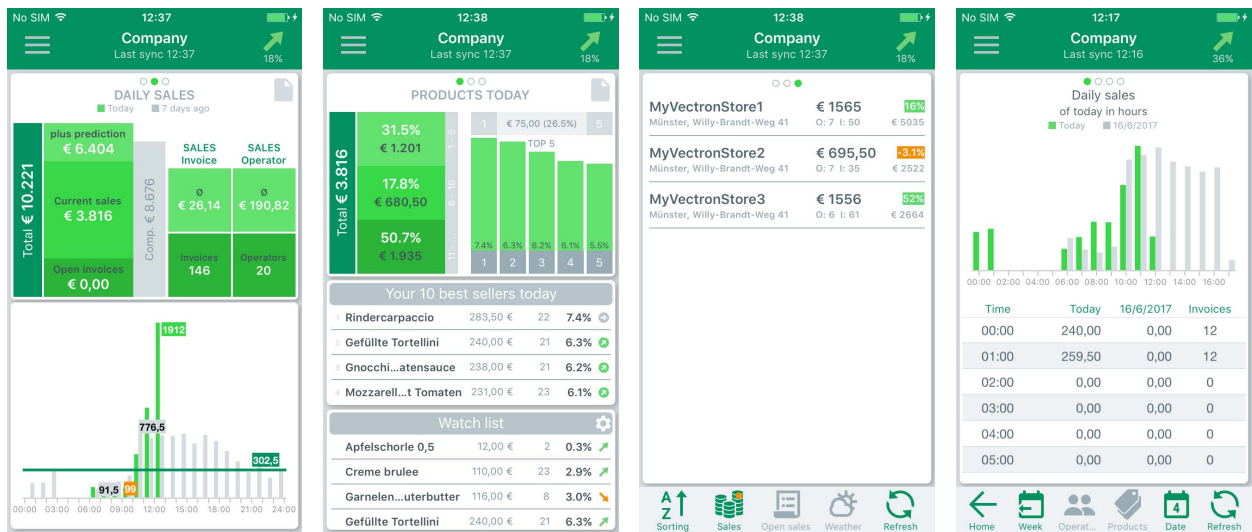 No SIM 12:37
Company
Last sync 12:37
18%
DAILY SALES
Today 7 days ago
Total € 10.221
plus prediction
€ 6.404
Current sales
€ 3.816
Open invoices
€ 0,00
Comp. € 8.676
SALES
Invoice
SALES
Operator
ø
€ 26,14
ø
€ 190,82
Invoices
146
Operators
20
1912
776,5
302,5
91,5
99
00:00 03:00 06:00 09:00 12:00 15:00 18:00 21:00 24:00
No SIM 12:38
Company
Last sync 12:37
18%
PRODUCTS TODAY
Total € 3.816
31.5%
€ 1.201
1 - 5
17.8%
€ 680,50
6 - 10
50.7%
€ 1.935
11 - ...
1 € 75,00 (26.5%) 5
TOP 5
7.4% 6.3% 6.2% 6.1% 5.5%
1 2 3 4 5
Your 10 best sellers today
1 Rindercarpaccio 283,50 € 22 7.4%
2 Gefüllte Tortellini 240,00 € 21 6.3%
3 Gnocchi...atensauce 238,00 € 21 6.2%
4 Mozzarell...t Tomaten 231,00 € 23 6.1%
Watch list
Apfelschorle 0,5 12,00 € 2 0.3%
Creme brulee 110,00 € 23 2.9%
Garnelen...uterbutter 116,00 € 8 3.0%
Gefüllte Tortellini 240,00 € 21 6.3%
No SIM 12:38
Company
Last sync 12:37
18%
MyVectronStore1 € 1565 16%
Münster, Willy-Brandt-Weg 41 O: 7 I: 50 € 5035
MyVectronStore2 € 695,50 -3.1%
Münster, Willy-Brandt-Weg 41 O: 7 I: 35 € 2522
MyVectronStore3 € 1556 52%
Münster, Willy-Brandt-Weg 41 O: 6 I: 61 € 2664
A
Z
Sorting Sales Open sales Weather Refresh
No SIM 12:17
Company
Last sync 12:16
36%
Daily sales
of today in hours
Today 16/6/2017
00:00 02:00 04:00 06:00 08:00 10:00 12:00 14:00 16:00
Time Today 16/6/2017 Invoices
00:00 240,00 0,00 12
01:00 259,50 0,00 12
02:00 0,00 0,00 0
03:00 0,00 0,00 0
04:00 0,00 0,00 0
05:00 0,00 0,00 0
4
Home Week Operat... Products Date Refresh